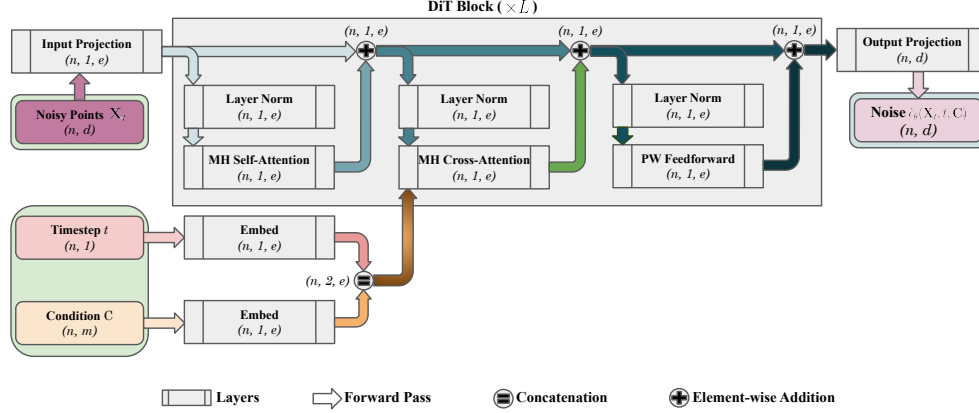 DiT Block (×L)
Input Projection
(n, 1, e)
(n, 1, e)
(n, 1, e)
(n, 1, e)
Output Projection
(n, d)
Noisy Points X_t
(n, d)
Layer Norm
(n, 1, e)
Layer Norm
(n, 1, e)
Layer Norm
(n, 1, e)
Noise
(n, d)
MH Self-Attention
(n, 1, e)
MH Cross-Attention
(n, 1, e)
PW Feedforward
(n, 1, e)
Timestep t
(n, 1)
Embed
(n, 1, e)
(n, 2, e)
Condition C
(n, m)
Embed
(n, 1, e)
Layers
Forward Pass
Concatenation
Element-wise Addition